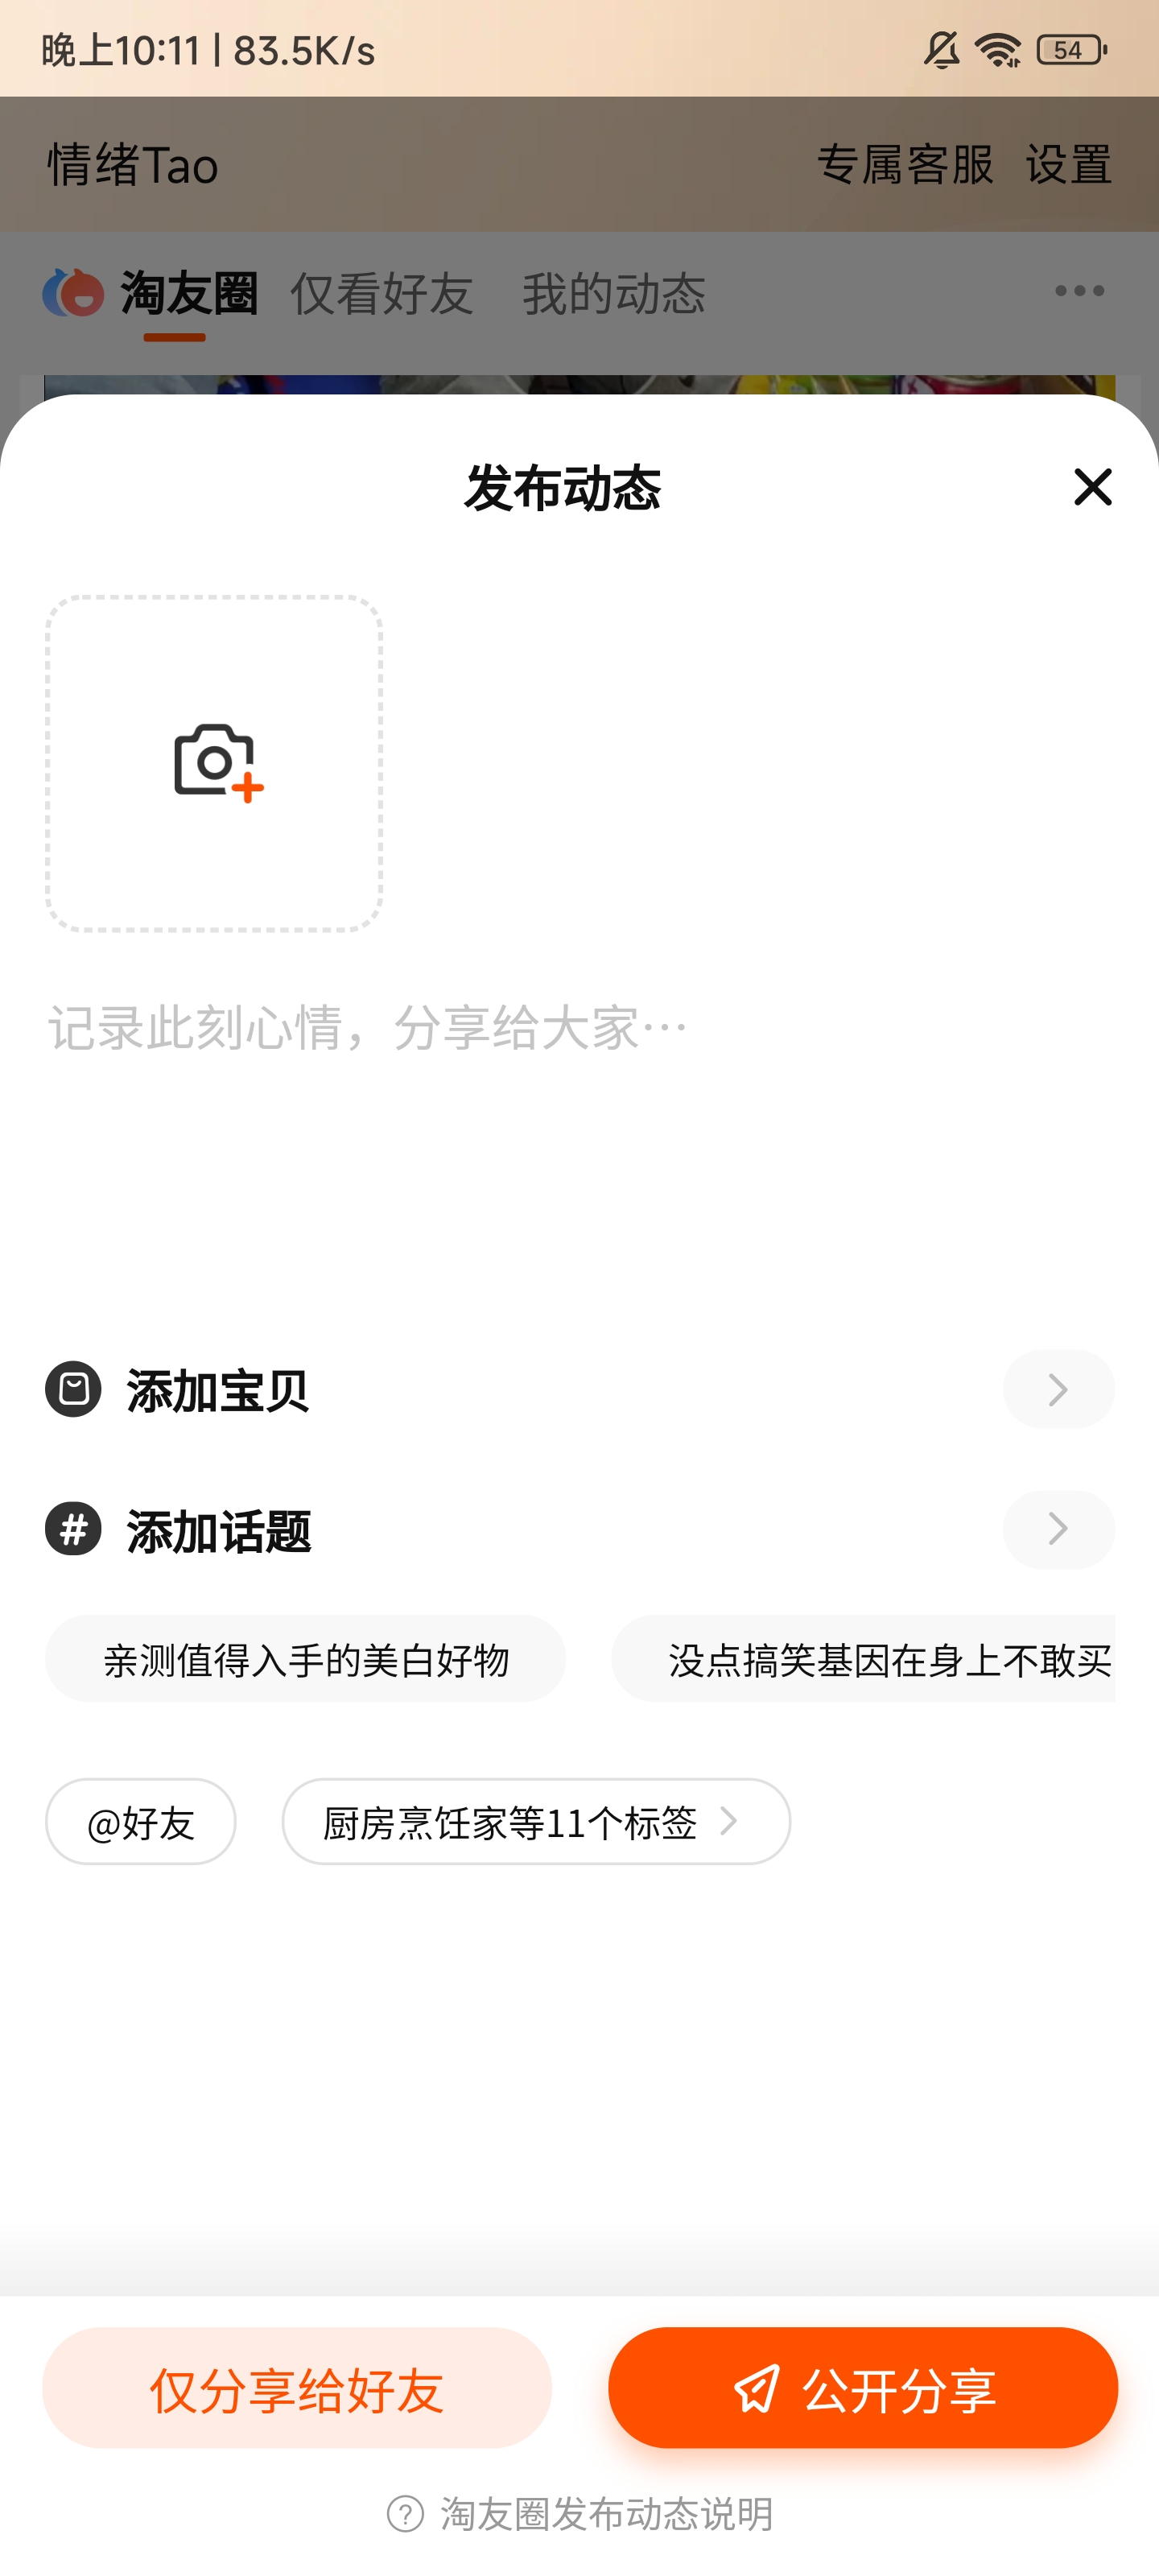 晚上10:11 | 83.5K/s
54
情绪Tao
专属客服 设置
淘友圈 仅看好友 我的动态
发布动态
记录此刻心情，分享给大家…
添加宝贝
添加话题
亲测值得入手的美白好物 没点搞笑基因在身上不敢买
@好友 厨房烹饪家等11个标签
仅分享给好友 公开分享
淘友圈发布动态说明